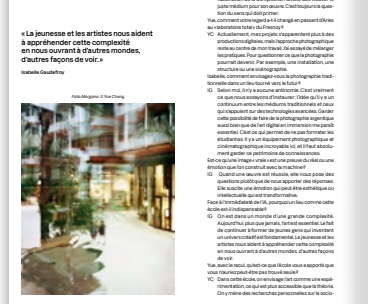 « La jeunesse et les artistes nous aident
à appréhender cette complexité
en nous ouvrant à d'autres mondes,
d'autres façons de voir. »
Isabelle Gaudefroy
Fata Morgana © Yue Cheng
juste médium pour son œuvre. C'est toujours la ques-
tion du sens qui doit primer.
Yue, comment votre regard a-t-il changé en passant d'Arles
au « laboratoire total » du Fresnoy ?
YC Actuellement, mes projets s'apparentent plus à des
productions digitales, mais l'approche photographique
reste au centre de mon travail. J'ai essayé de mélanger
les pratiques. Pour questionner ce que la photographie
pourrait devenir. Par exemple, une installation, une
structure ou une scénographie.
Isabelle, comment envisagez-vous la photographie tradi-
tionnelle dans un lieu tourné vers le futur ?
IG Selon moi, il n'y a aucune antinomie. C'est vraiment
ce que nous essayons d'instaurer : l'idée qu'il y a un
continuum entre les médiums traditionnels et ceux
qui s'appuient sur des technologies avancées. Garder
cette possibilité de faire de la photographie argentique
aussi bien que de l'art digital en immersion me paraît
essentiel. C'est ce qui permet de ne pas formater les
étudiants. Il y a un équipement photographique et
cinématographique incroyable ici, et il faut absolu-
ment garder ce patrimoine de connaissances.
Est-ce qu'une image « vraie » est une preuve du réel ou une
émotion que l'on construit avec la machine ?
IG Quand une œuvre est réussie, elle nous pose des
questions plutôt que de nous apporter des réponses.
Elle suscite une émotion qui peut être esthétique ou
intellectuelle qui est transformative.
Face à l'immédiateté de l'IA, pourquoi un lieu comme cette
école est-il indispensable ?
IG On est dans un monde d'une grande complexité.
Aujourd'hui, plus que jamais, l'art est essentiel. Le fait
de continuer à former de jeunes gens qui inventent
un univers créatif est fondamental. La jeunesse et les
artistes nous aident à appréhender cette complexité
en nous ouvrant à d'autres mondes, d'autres façons
de voir.
Yue, avec le recul, qu'est-ce que l'école vous a apporté que
vous n'auriez peut-être pas trouvé seule ?
YC Dans cette école, on envisage l'art comme une expé-
rimentation, ce qui est plus accessible que la théorie.
On y mène des recherches personnelles sur la socio-